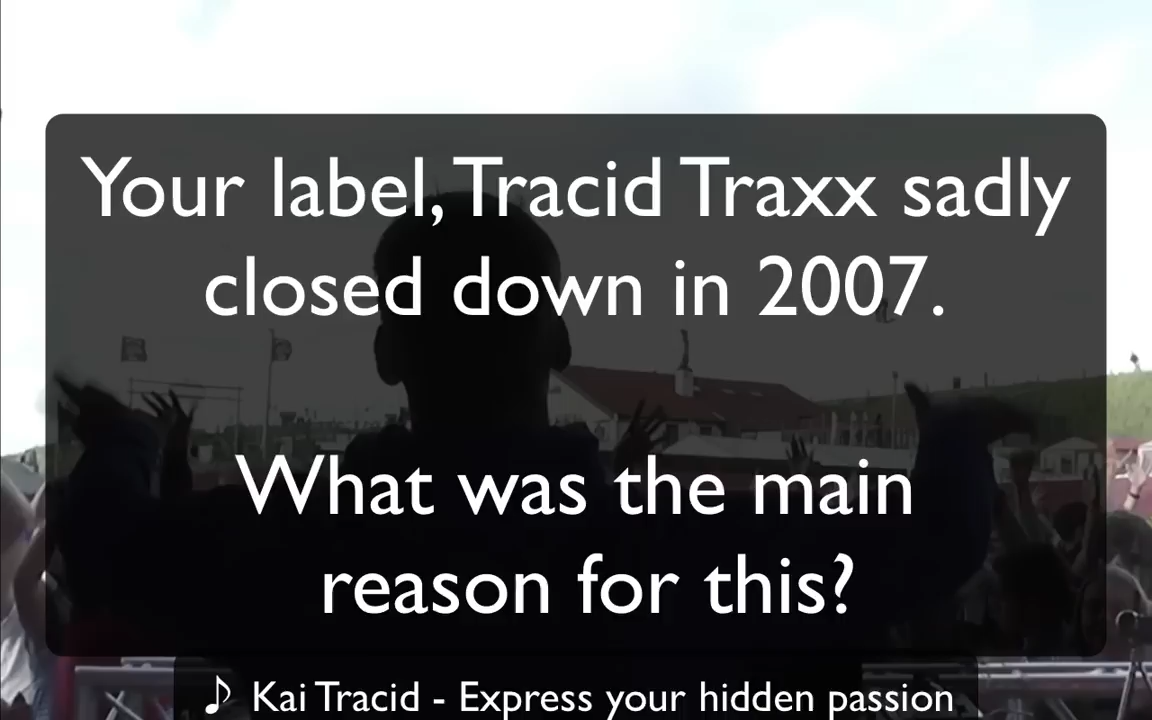 Your label, Tracid Traxx sadly
closed down in 2007.
What was the main
reason for this?
♪ Kai Tracid - Express your hidden passion